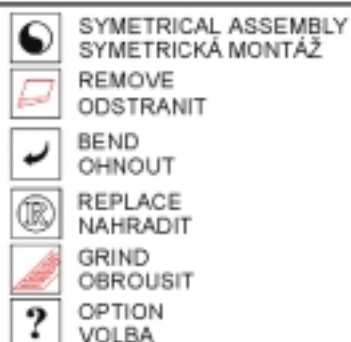 SYMETRICAL ASSEMBLY
SYMETRICKÁ MONTÁŽ
REMOVE
ODSTRANIT
BEND
OHNOUT
R REPLACE
NAHRADIT
GRIND
OBROUSIT
? OPTION
VOLBA